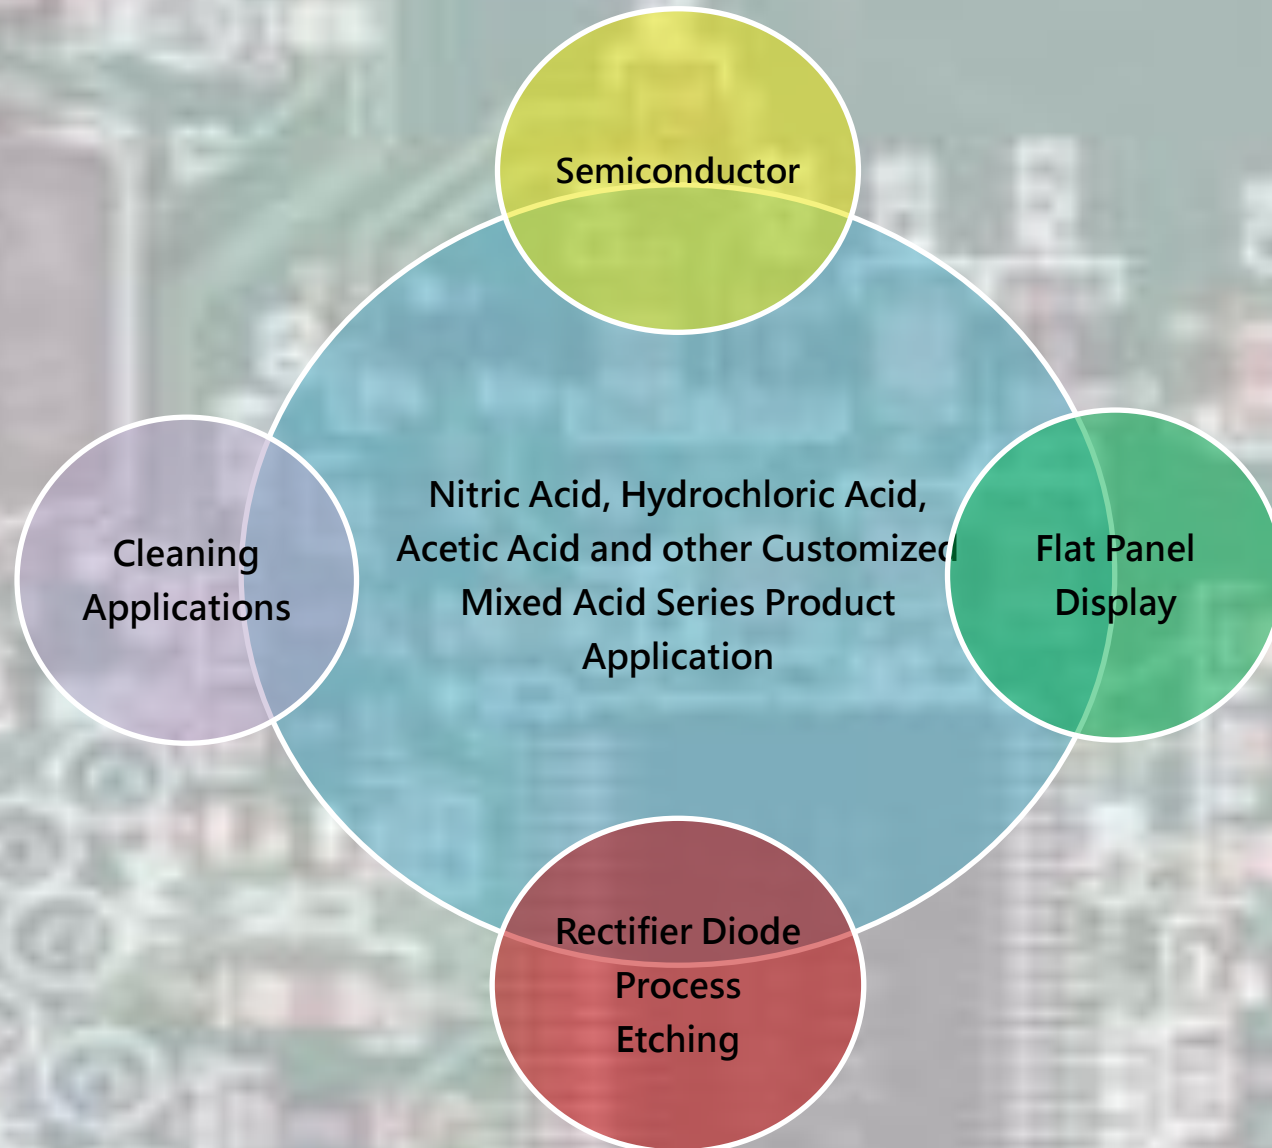 Semiconductor
Nitric Acid, Hydrochloric Acid,
Acetic Acid and other Customized
Mixed Acid Series Product
Application
Cleaning
Applications
Flat Panel
Display
Rectifier Diode
Process
Etching